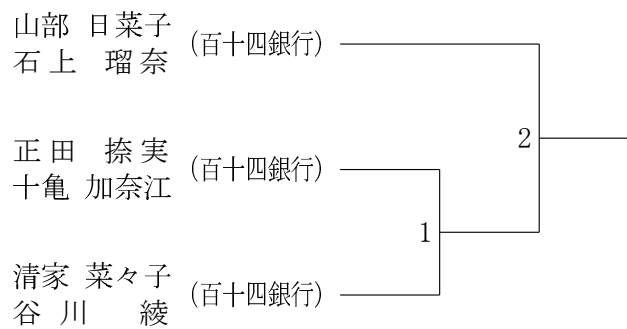 山部 日菜子
石上 瑠奈
(百十四銀行)
2
正田 捺実
十亀 加奈江
(百十四銀行)
1
清家 菜々子
谷川 綾
(百十四銀行)